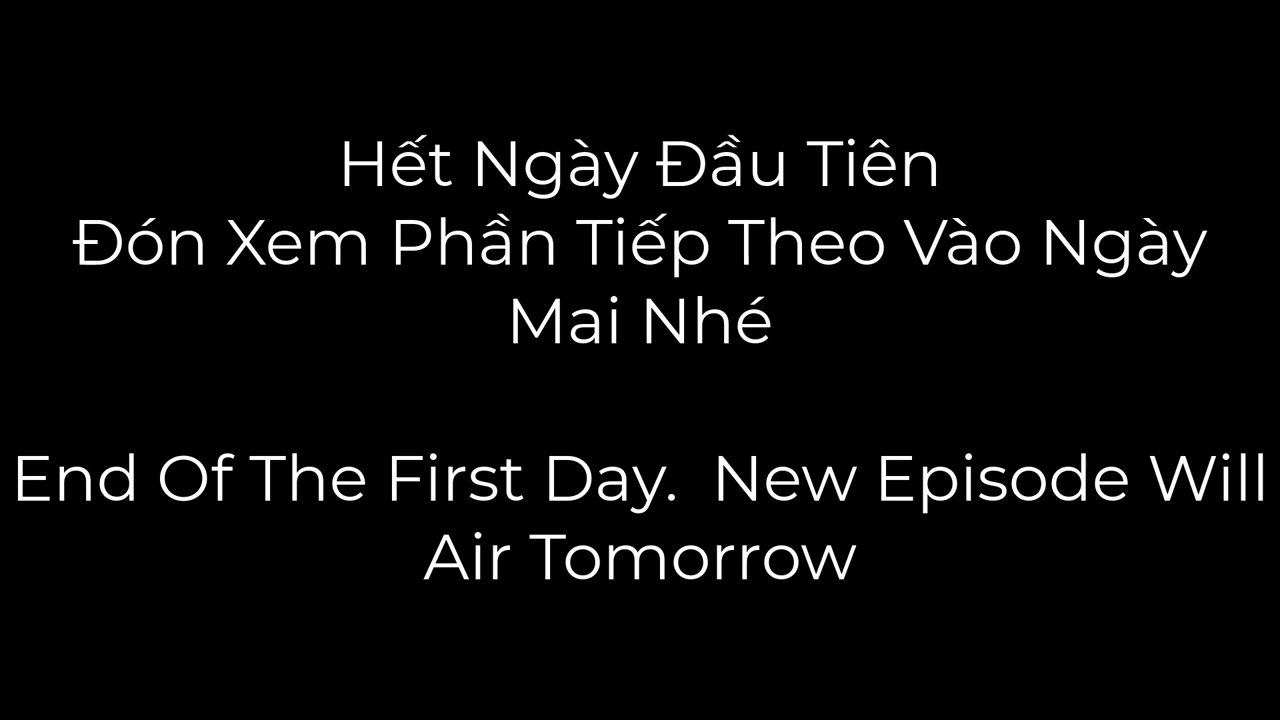 Hết Ngày Đầu Tiên
Đón Xem Phần Tiếp Theo Vào Ngày
Mai Nhé
End Of The First Day.  New Episode Will
Air Tomorrow